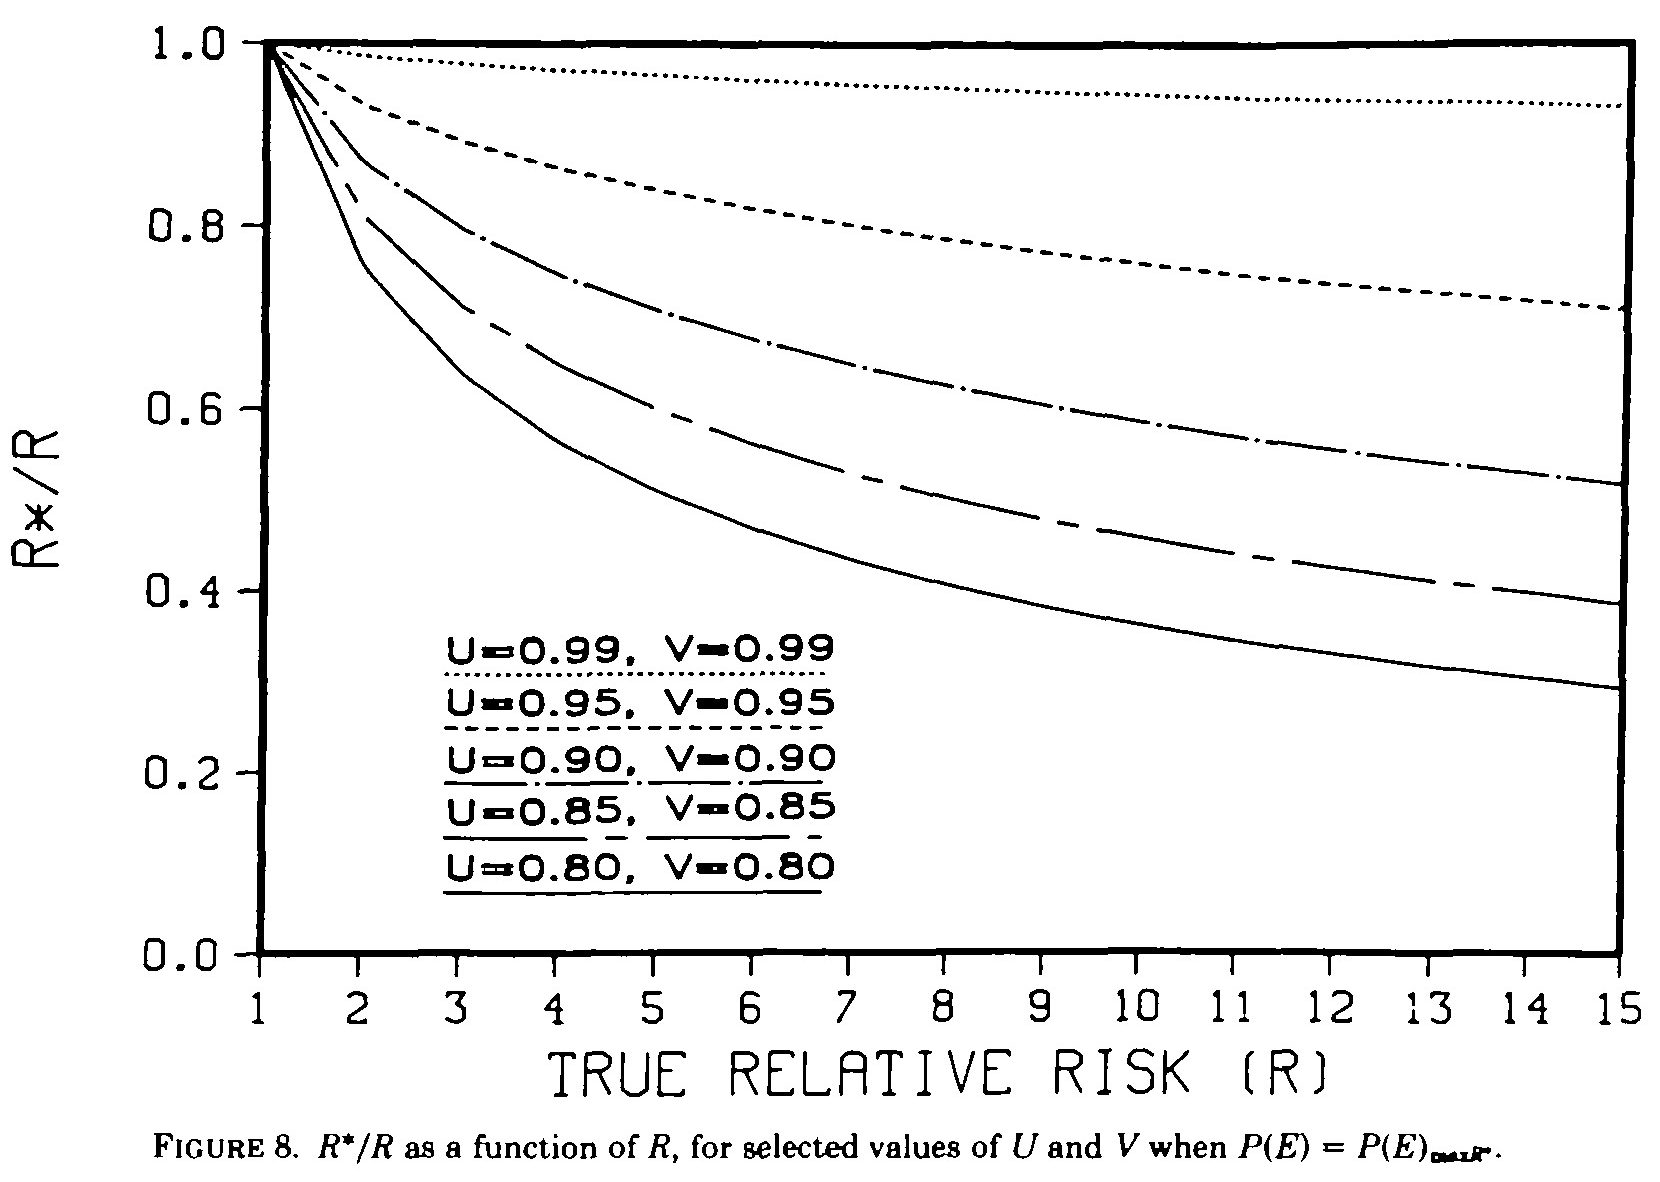 1.0
0.8
0.6
0.4
0.2
0.0
R*/R
U=0.99, V=0.99
U=0.95, V=0.95
U=0.90, V=0.90
U=0.85, V=0.85
U=0.80, V=0.80
1 2 3 4 5 6 7 8 9 10 11 12 13 14 15
TRUE RELATIVE RISK (R)
FIGURE 8. R*/R as a function of R, for selected values of U and V when P(E) = P(E)